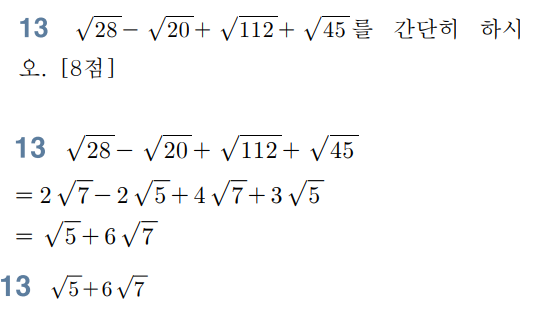 13 √28 − √20 + √112 + √45 를 간단히 하시
오. [8점]
13 √28 − √20 + √112 + √45
= 2√7 − 2√5 + 4√7 + 3√5
= √5 + 6√7
13 √5 + 6√7